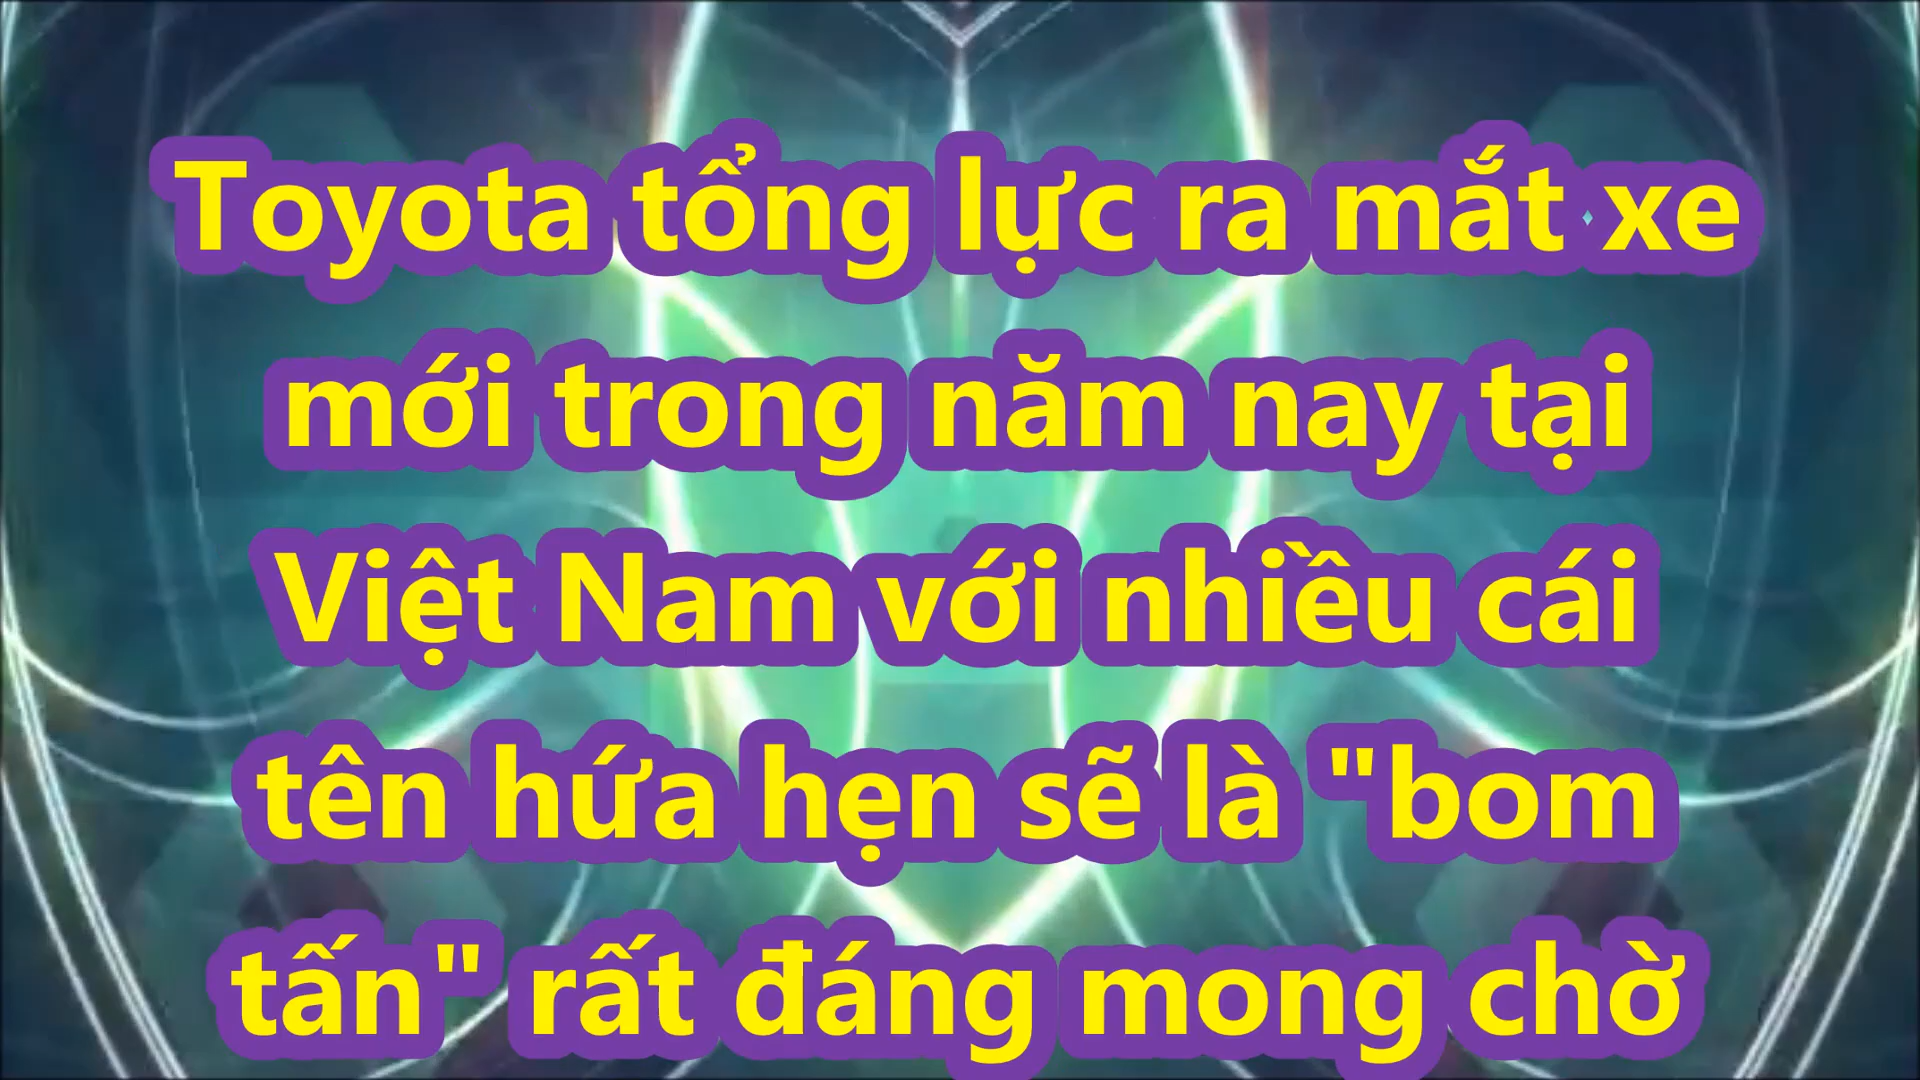 Toyota tổng lực ra mắt xe
mới trong năm nay tại
Việt Nam với nhiều cái
tên hứa hẹn sẽ là "bom
tấn" rất đáng mong chờ